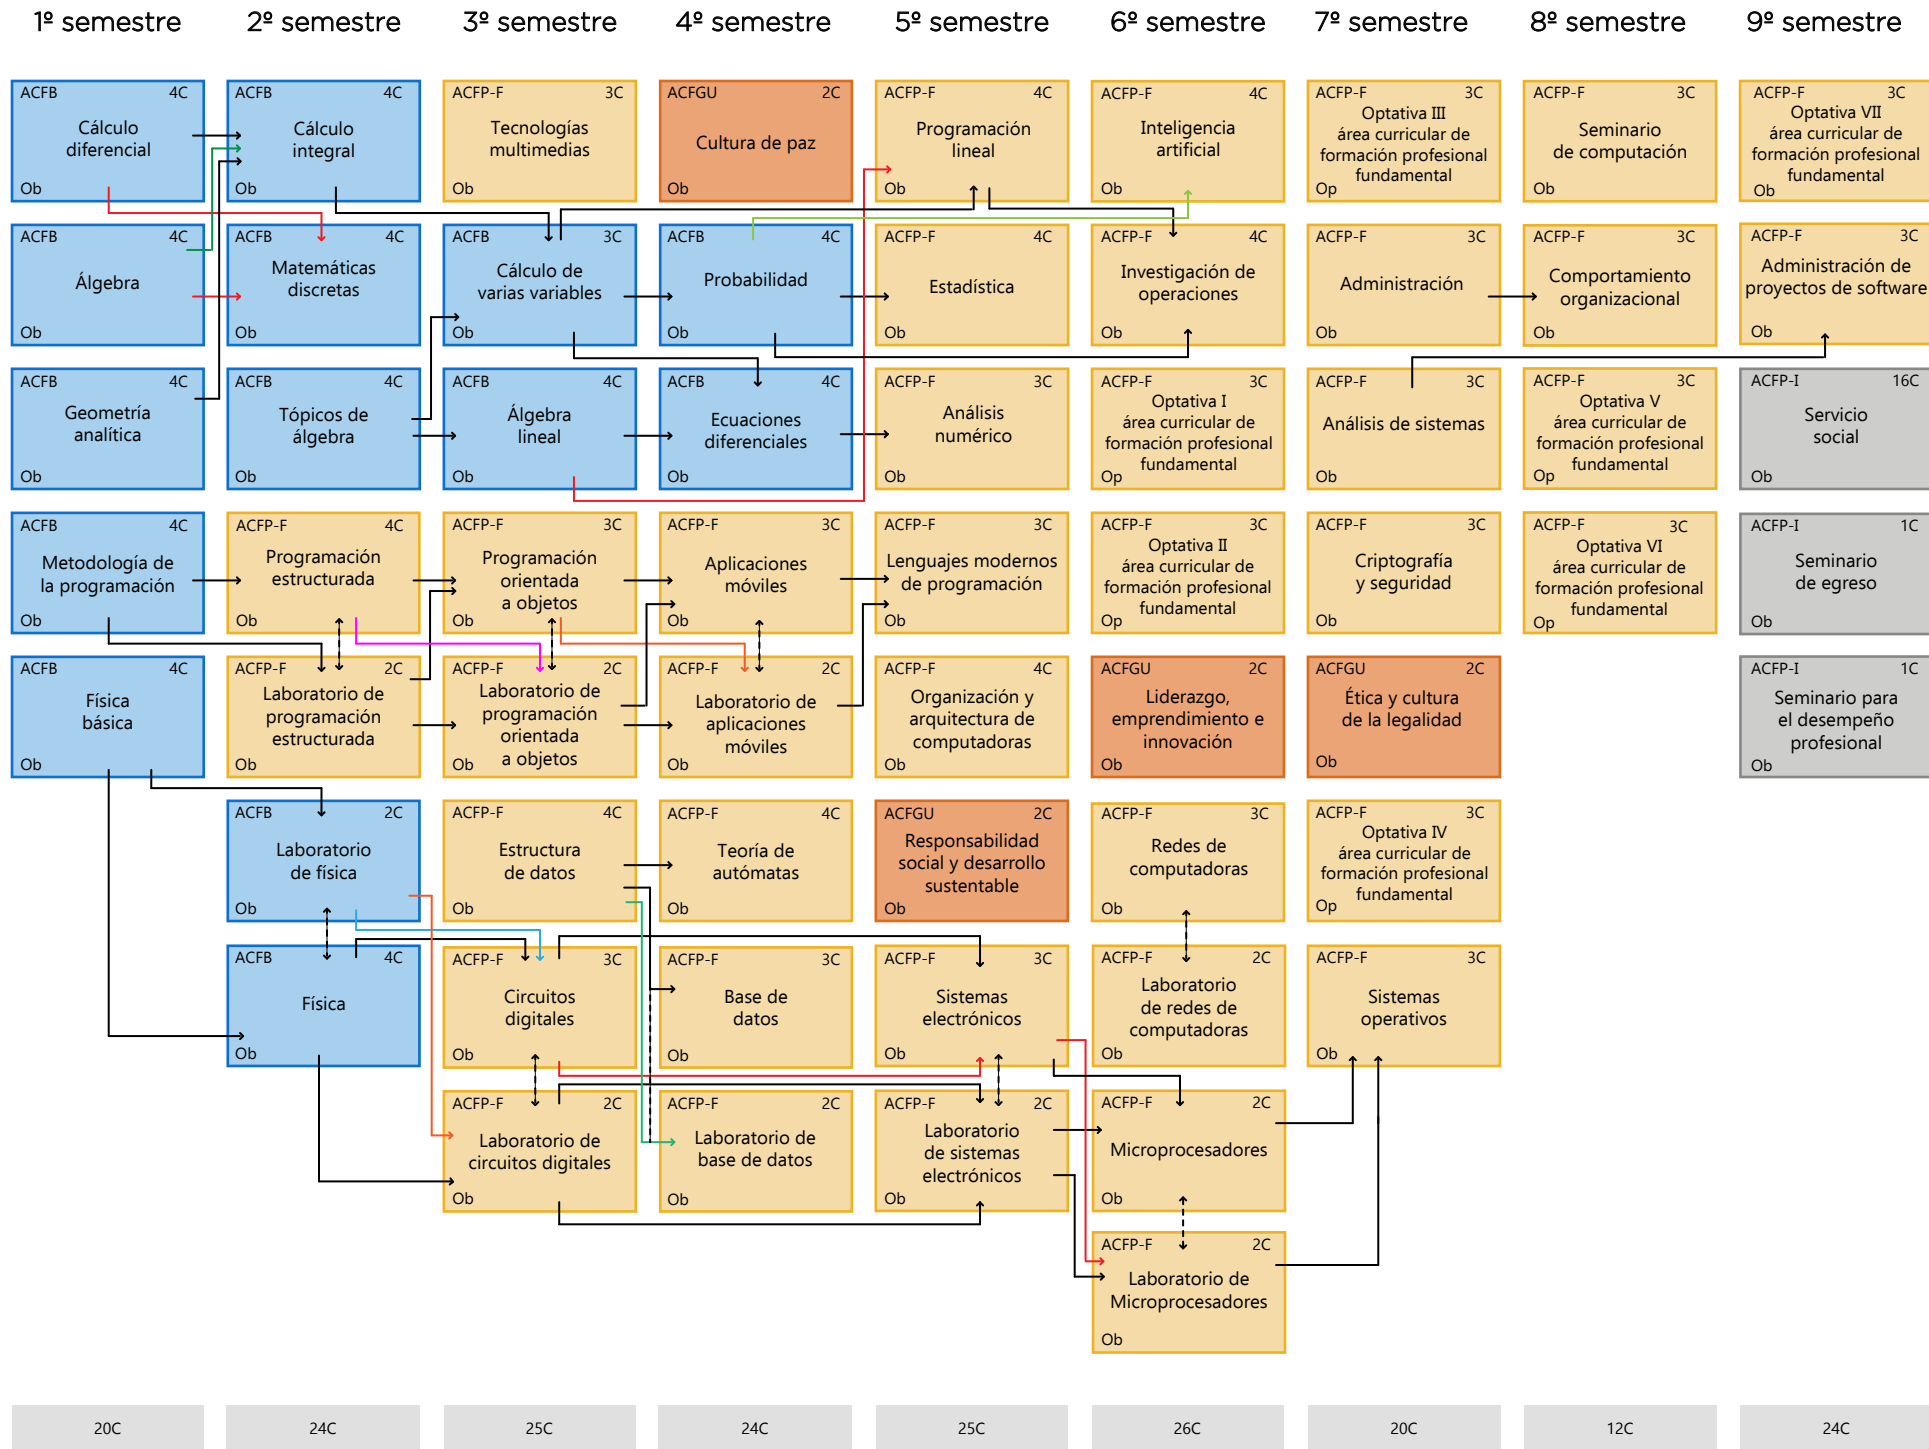 1º semestre
2º semestre
3º semestre
4º semestre
5º semestre
6º semestre
7º semestre
8º semestre
9º semestre
ACFB 4C
Cálculo
diferencial
Ob
ACFB 4C
Cálculo
integral
Ob
ACFP-F 3C
Tecnologías
multimedias
Ob
ACFGU 2C
Cultura de paz
Ob
ACFP-F 4C
Programación
lineal
Ob
ACFP-F 4C
Inteligencia
artificial
Ob
ACFP-F 3C
Optativa III
área curricular de
formación profesional
fundamental
Op
ACFP-F 3C
Seminario
de computación
Ob
ACFP-F 3C
Optativa VII
área curricular de
formación profesional
fundamental
Ob
ACFB 4C
Álgebra
Ob
ACFB 4C
Matemáticas
discretas
Ob
ACFB 3C
Cálculo de
varias variables
Ob
ACFB 4C
Probabilidad
Ob
ACFP-F 4C
Estadística
Ob
ACFP-F 4C
Investigación de
operaciones
Ob
ACFP-F 3C
Administración
Ob
ACFP-F 3C
Comportamiento
organizacional
Ob
ACFP-F 3C
Administración de
proyectos de software
Ob
ACFB 4C
Geometría
analítica
Ob
ACFB 4C
Tópicos de
álgebra
Ob
ACFB 4C
Álgebra
lineal
Ob
ACFB 4C
Ecuaciones
diferenciales
Ob
ACFP-F 3C
Análisis
numérico
Ob
ACFP-F 3C
Optativa I
área curricular de
formación profesional
fundamental
Op
ACFP-F 3C
Análisis de sistemas
Ob
ACFP-F 3C
Optativa V
área curricular de
formación profesional
fundamental
Op
ACFP-I 16C
Servicio
social
Ob
ACFB 4C
Metodología de
la programación
Ob
ACFP-F 4C
Programación
estructurada
Ob
ACFP-F 3C
Programación
orientada
a objetos
Ob
ACFP-F 3C
Aplicaciones
móviles
Ob
ACFP-F 3C
Lenguajes modernos
de programación
Ob
ACFP-F 3C
Optativa II
área curricular de
formación profesional
fundamental
Op
ACFP-F 3C
Criptografía
y seguridad
Ob
ACFP-F 3C
Optativa VI
área curricular de
formación profesional
fundamental
Op
ACFP-I 1C
Seminario
de egreso
Ob
ACFB 4C
Física
básica
Ob
ACFP-F 2C
Laboratorio de
programación
estructurada
Ob
ACFP-F 2C
Laboratorio de
programación
orientada
a objetos
Ob
ACFP-F 2C
Laboratorio de
aplicaciones
móviles
Ob
ACFP-F 4C
Organización y
arquitectura de
computadoras
Ob
ACFGU 2C
Liderazgo,
emprendimiento e
innovación
Ob
ACFGU 2C
Ética y cultura
de la legalidad
Ob
ACFP-I 1C
Seminario para
el desempeño
profesional
Ob
ACFB 2C
Laboratorio
de física
Ob
ACFP-F 4C
Estructura
de datos
Ob
ACFP-F 4C
Teoría de
autómatas
Ob
ACFGU 2C
Responsabilidad
social y desarrollo
sustentable
Ob
ACFP-F 3C
Redes de
computadoras
Ob
ACFP-F 3C
Optativa IV
área curricular de
formación profesional
fundamental
Op
ACFB 4C
Física
Ob
ACFP-F 3C
Circuitos
digitales
Ob
ACFP-F 3C
Base de
datos
Ob
ACFP-F 3C
Sistemas
electrónicos
Ob
ACFP-F 2C
Laboratorio
de redes de
computadoras
Ob
ACFP-F 3C
Sistemas
operativos
Ob
ACFP-F 2C
Laboratorio de
circuitos digitales
Ob
ACFP-F 2C
Laboratorio de
base de datos
Ob
ACFP-F 2C
Laboratorio
de sistemas
electrónicos
Ob
ACFP-F 2C
Microprocesadores
Ob
ACFP-F 2C
Laboratorio de
Microprocesadores
Ob
20C
24C
25C
24C
25C
26C
20C
12C
24C